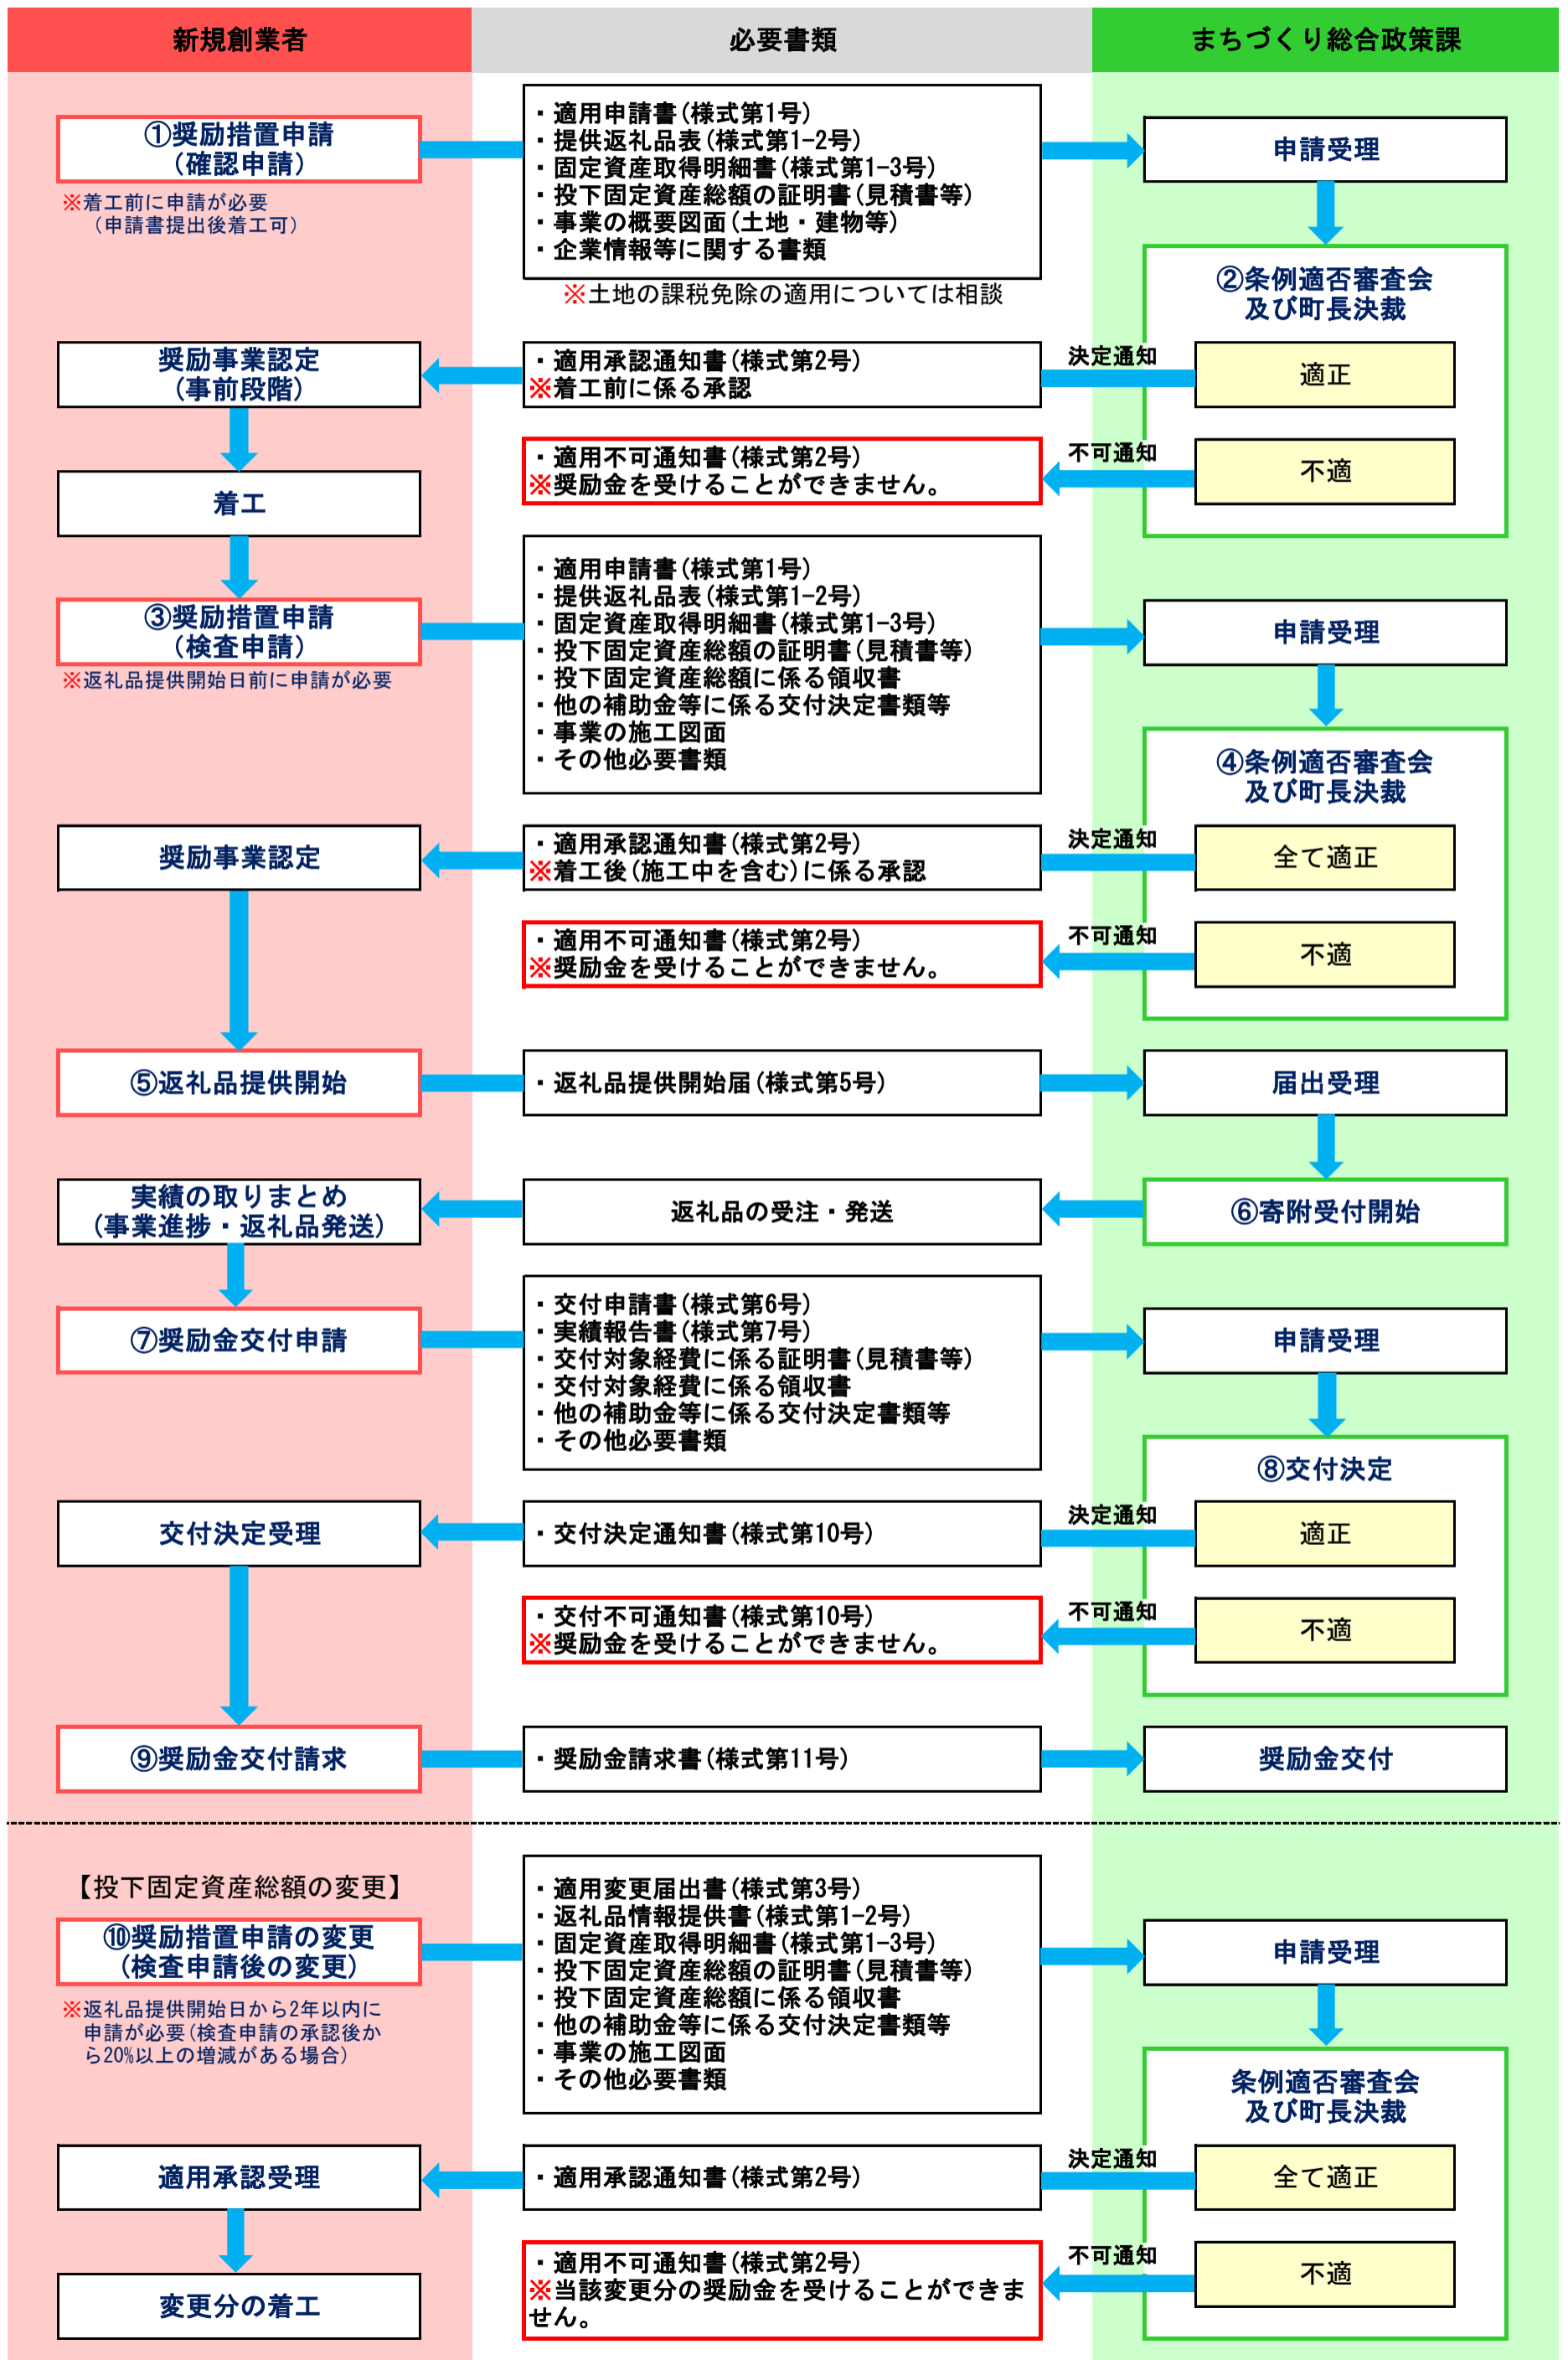 新規創業者
必要書類
まちづくり総合政策課
①奨励措置申請
（確認申請）
※着工前に申請が必要
（申請書提出後着工可）
・適用申請書(様式第1号)
・提供返礼品表(様式第1-2号)
・固定資産取得明細書(様式第1-3号)
・投下固定資産総額の証明書(見積書等)
・事業の概要図面(土地・建物等)
・企業情報等に関する書類
※土地の課税免除の適用については相談
申請受理
②条例適否審査会
及び町長決裁
奨励事業認定
(事前段階)
・適用承認通知書(様式第2号)
※着工前に係る承認
決定通知
適正
・適用不可通知書(様式第2号)
※奨励金を受けることができません。
不可通知
不適
着工
③奨励措置申請
(検査申請)
※返礼品提供開始日前に申請が必要
・適用申請書(様式第1号)
・提供返礼品表(様式第1-2号)
・固定資産取得明細書(様式第1-3号)
・投下固定資産総額の証明書(見積書等)
・投下固定資産総額に係る領収書
・他の補助金等に係る交付決定書類等
・事業の施工図面
・その他必要書類
申請受理
④条例適否審査会
及び町長決裁
奨励事業認定
・適用承認通知書(様式第2号)
※着工後(施工中を含む)に係る承認
決定通知
全て適正
・適用不可通知書(様式第2号)
※奨励金を受けることができません。
不可通知
不適
⑤返礼品提供開始
・返礼品提供開始届(様式第5号)
届出受理
実績の取りまとめ
(事業進捗・返礼品発送)
返礼品の受注・発送
⑥寄附受付開始
⑦奨励金交付申請
・交付申請書(様式第6号)
・実績報告書(様式第7号)
・交付対象経費に係る証明書(見積書等)
・交付対象経費に係る領収書
・他の補助金等に係る交付決定書類等
・その他必要書類
申請受理
⑧交付決定
交付決定受理
・交付決定通知書(様式第10号)
決定通知
適正
・交付不可通知書(様式第10号)
※奨励金を受けることができません。
不可通知
不適
⑨奨励金交付請求
・奨励金請求書(様式第11号)
奨励金交付
【投下固定資産総額の変更】
⑩奨励措置申請の変更
(検査申請後の変更)
※返礼品提供開始日から2年以内に
申請が必要(検査申請の承認後か
ら20%以上の増減がある場合)
・適用変更届出書(様式第3号)
・返礼品情報提供書(様式第1-2号)
・固定資産取得明細書(様式第1-3号)
・投下固定資産総額の証明書(見積書等)
・投下固定資産総額に係る領収書
・他の補助金等に係る交付決定書類等
・事業の施工図面
・その他必要書類
申請受理
条例適否審査会
及び町長決裁
適用承認受理
・適用承認通知書(様式第2号)
決定通知
全て適正
・適用不可通知書(様式第2号)
※当該変更分の奨励金を受けることができま
せん。
不可通知
不適
変更分の着工